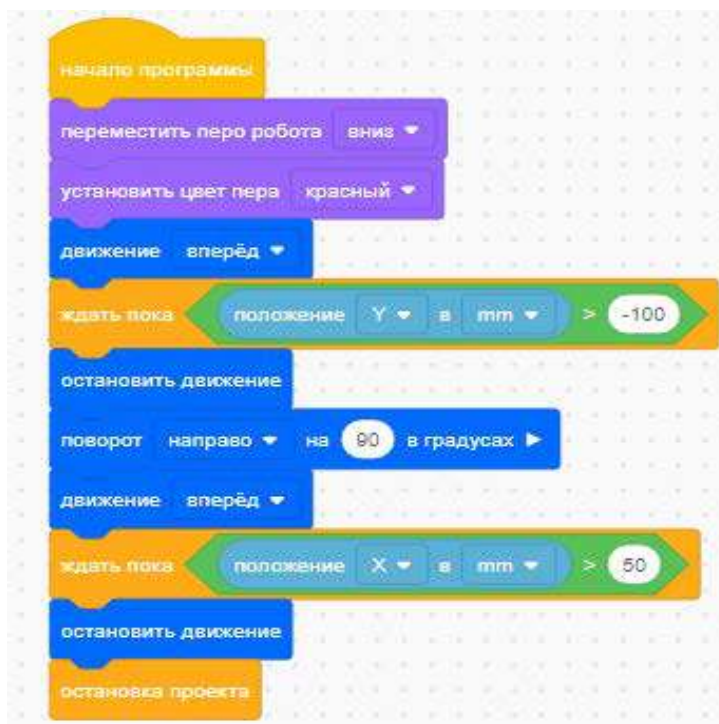 начало программы
переместить перо робота вниз
установить цвет пера красный
движение вперёд
ждать пока положение Y в mm > -100
остановить движение
поворот направо на 90 в градусах
движение вперёд
ждать пока положение X в mm > 50
остановить движение
остановка проекта